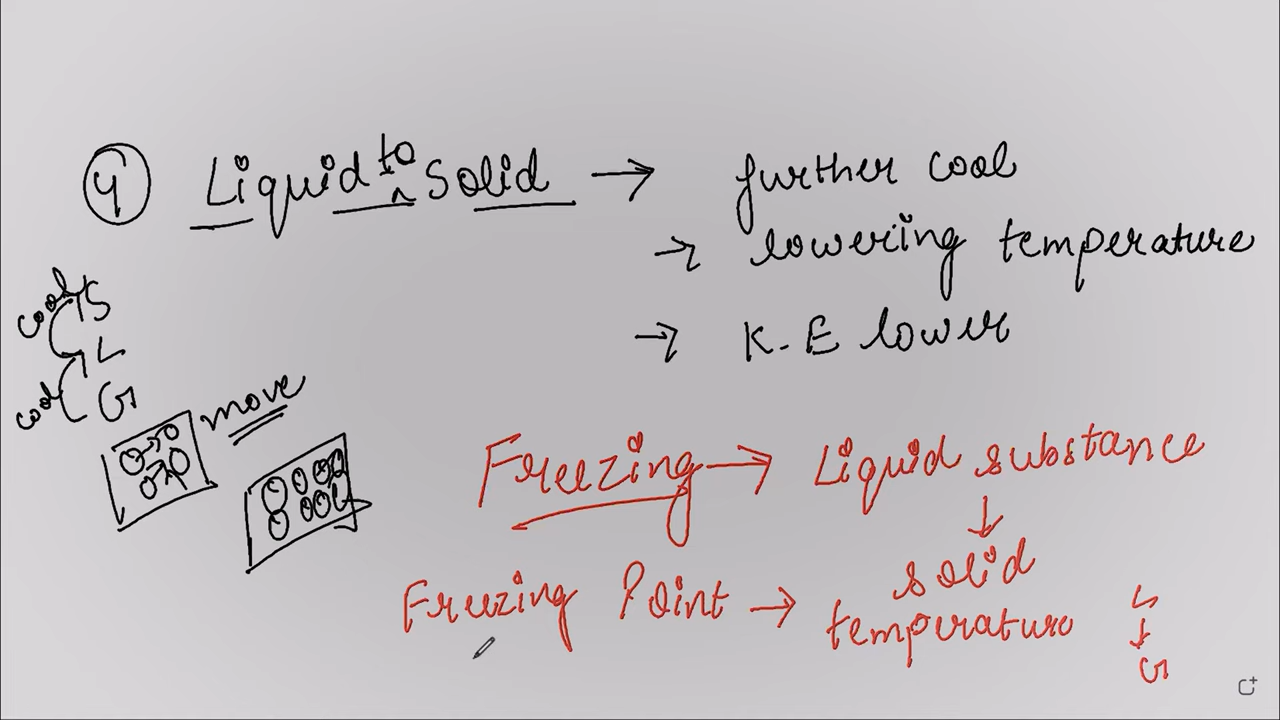 ④ Liquid to Solid → further cool
→ lowering temperature
→ K.E lower
cool S
L
cool G
move
Freezing → Liquid substance
↓
solid
Freezing Point → temperature
L
↓
G